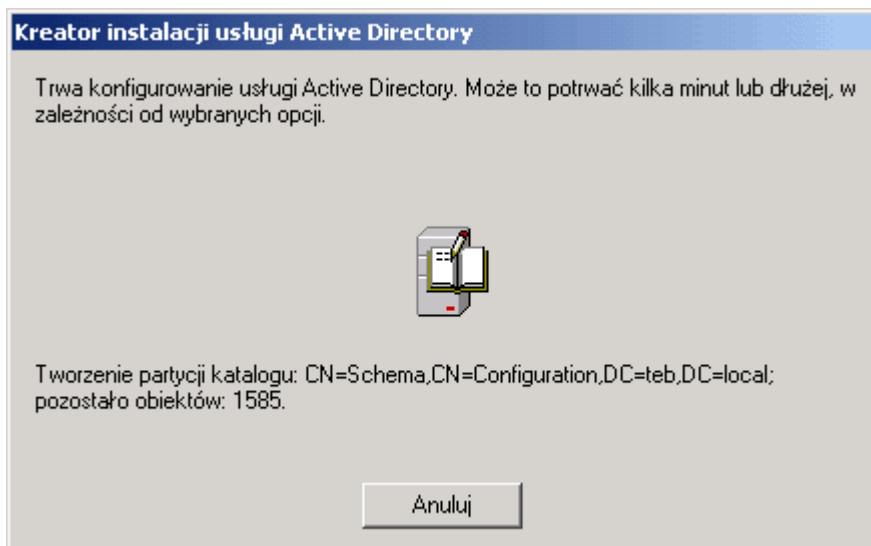 Kreator instalacji usługi Active Directory
Trwa konfigurowanie usługi Active Directory. Może to potrwać kilka minut lub dłużej, w
zależności od wybranych opcji.
Tworzenie partycji katalogu: CN=Schema,CN=Configuration,DC=teb,DC=local;
pozostało obiektów: 1585.
Anuluj